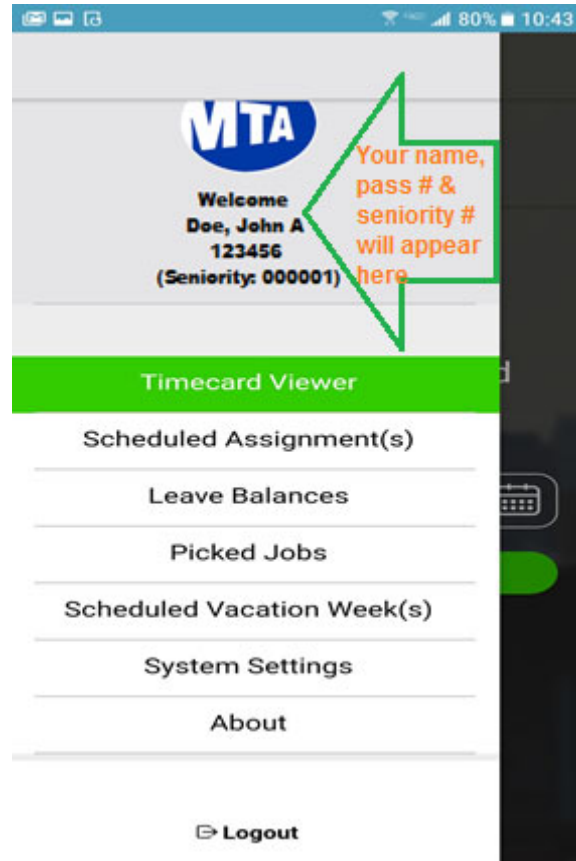 80% 10:43
MTA
Your name,
pass # &
seniority #
will appear
here
Welcome
Doe, John A
123456
(Seniority: 000001)
Timecard Viewer
d
Scheduled Assignment(s)
Leave Balances
Picked Jobs
Scheduled Vacation Week(s)
System Settings
About
Logout